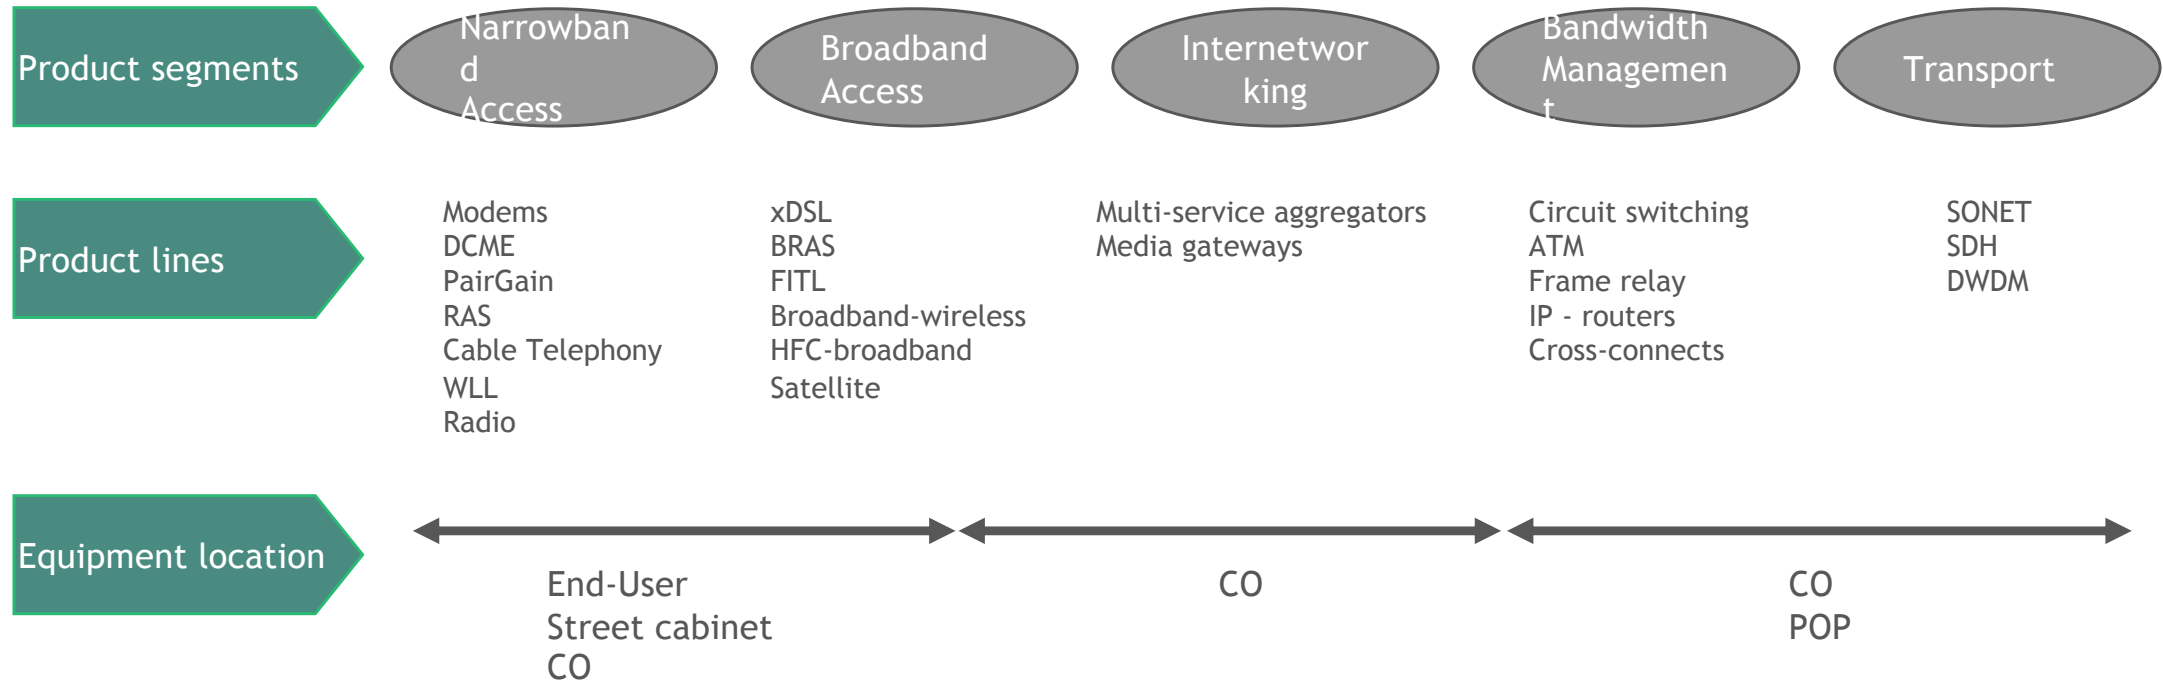 Product segments
Narrowban
d
Access
Broadband
Access
Internetwor
king
Bandwidth
Managemen
t
Transport
Product lines
Modems
DCME
PairGain
RAS
Cable Telephony
WLL
Radio
xDSL
BRAS
FITL
Broadband-wireless
HFC-broadband
Satellite
Multi-service aggregators
Media gateways
Circuit switching
ATM
Frame relay
IP - routers
Cross-connects
SONET
SDH
DWDM
Equipment location
End-User
Street cabinet
CO
CO
CO
POP